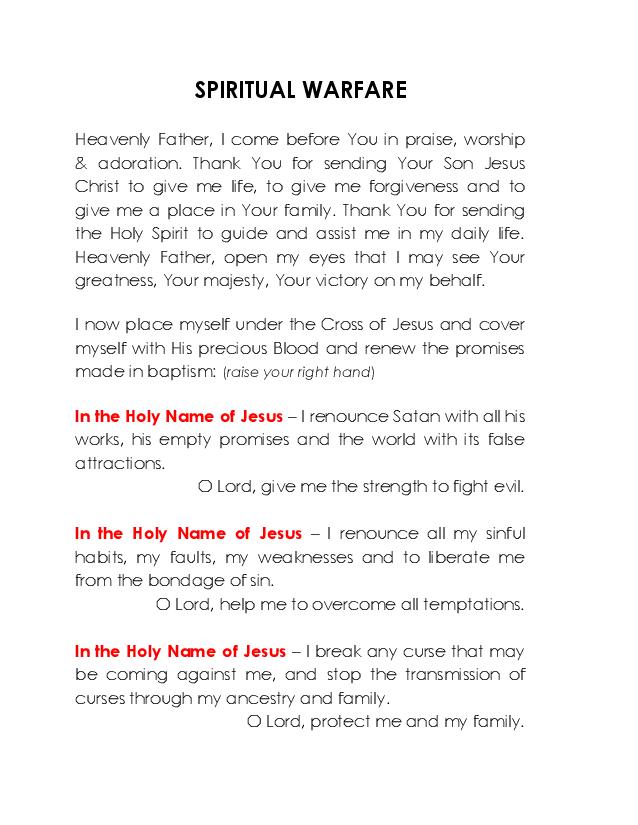 SPIRITUAL WARFARE
Heavenly Father, I come before You in praise, worship
& adoration. Thank You for sending Your Son Jesus
Christ to give me life, to give me forgiveness and to
give me a place in Your family. Thank You for sending
the Holy Spirit to guide and assist me in my daily life.
Heavenly Father, open my eyes that I may see Your
greatness, Your majesty, Your victory on my behalf.
I now place myself under the Cross of Jesus and cover
myself with His precious Blood and renew the promises
made in baptism: (raise your right hand)
In the Holy Name of Jesus – I renounce Satan with all his
works, his empty promises and the world with its false
attractions.
O Lord, give me the strength to fight evil.
In the Holy Name of Jesus – I renounce all my sinful
habits, my faults, my weaknesses and to liberate me
from the bondage of sin.
O Lord, help me to overcome all temptations.
In the Holy Name of Jesus – I break any curse that may
be coming against me, and stop the transmission of
curses through my ancestry and family.
O Lord, protect me and my family.